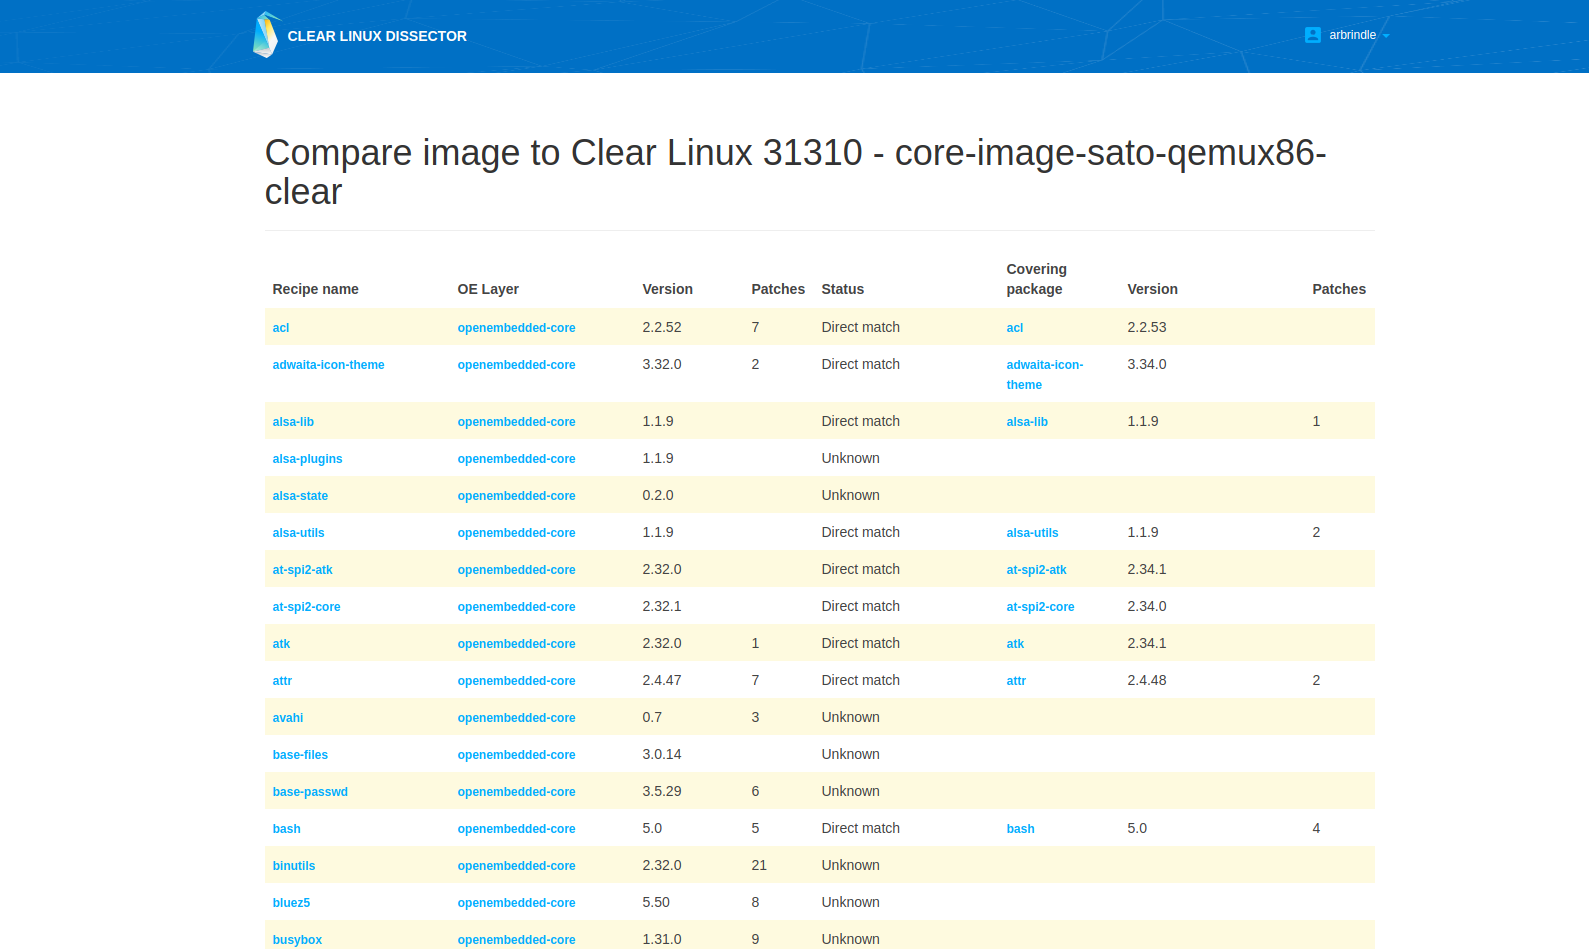 CLEAR LINUX DISSECTOR
arbrindle
Compare image to Clear Linux 31310 - core-image-sato-qemux86-
clear
Recipe name OE Layer Version Patches Status Covering package Version Patches
acl openembedded-core 2.2.52 7 Direct match acl 2.2.53
adwaita-icon-theme openembedded-core 3.32.0 2 Direct match adwaita-icon- 3.34.0
theme
alsa-lib openembedded-core 1.1.9 Direct match alsa-lib 1.1.9 1
alsa-plugins openembedded-core 1.1.9 Unknown
alsa-state openembedded-core 0.2.0 Unknown
alsa-utils openembedded-core 1.1.9 Direct match alsa-utils 1.1.9 2
at-spi2-atk openembedded-core 2.32.0 Direct match at-spi2-atk 2.34.1
at-spi2-core openembedded-core 2.32.1 Direct match at-spi2-core 2.34.0
atk openembedded-core 2.32.0 1 Direct match atk 2.34.1
attr openembedded-core 2.4.47 7 Direct match attr 2.4.48 2
avahi openembedded-core 0.7 3 Unknown
base-files openembedded-core 3.0.14 Unknown
base-passwd openembedded-core 3.5.29 6 Unknown
bash openembedded-core 5.0 5 Direct match bash 5.0 4
binutils openembedded-core 2.32.0 21 Unknown
bluez5 openembedded-core 5.50 8 Unknown
busybox openembedded-core 1.31.0 9 Unknown